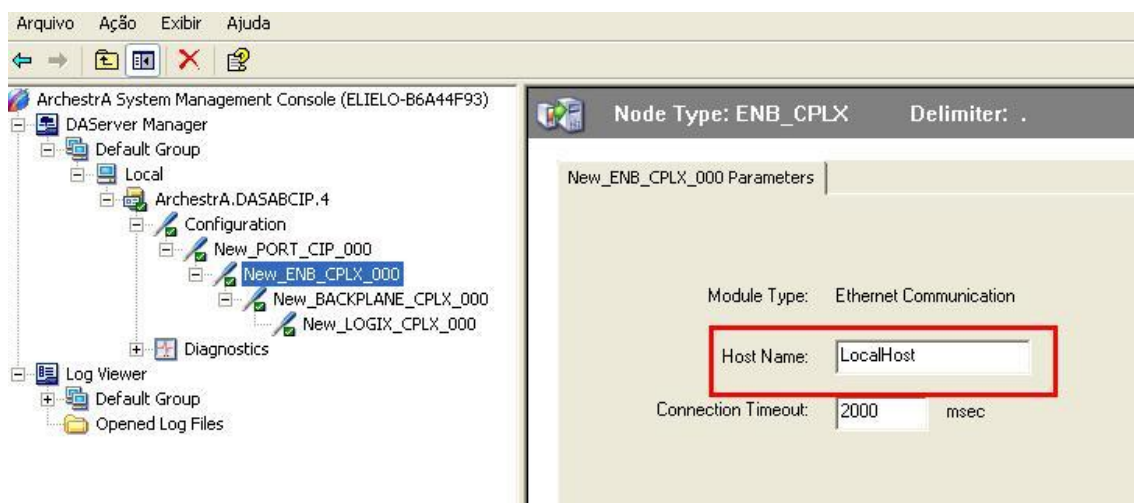 Arquivo Ação Exibir Ajuda
ArchestrA System Management Console (ELIELO-B6A44F93)
DAServer Manager
Default Group
Local
ArchestrA.DASABCIP.4
Configuration
New_PORT_CIP_000
New_ENB_CPLX_000
New_BACKPLANE_CPLX_000
New_LOGIX_CPLX_000
Diagnostics
Log Viewer
Default Group
Opened Log Files
Node Type: ENB_CPLX Delimiter: .
New_ENB_CPLX_000 Parameters
Module Type: Ethernet Communication
Host Name: LocalHost
Connection Timeout: 2000 msec